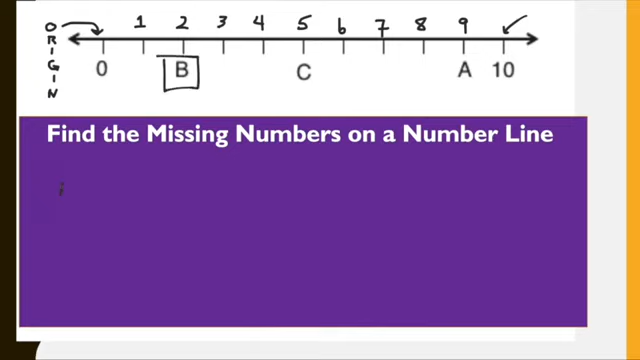 ORIGIN
1 2 3 4 5 6 7 8 9
0 B C A 10
Find the Missing Numbers on a Number Line
i